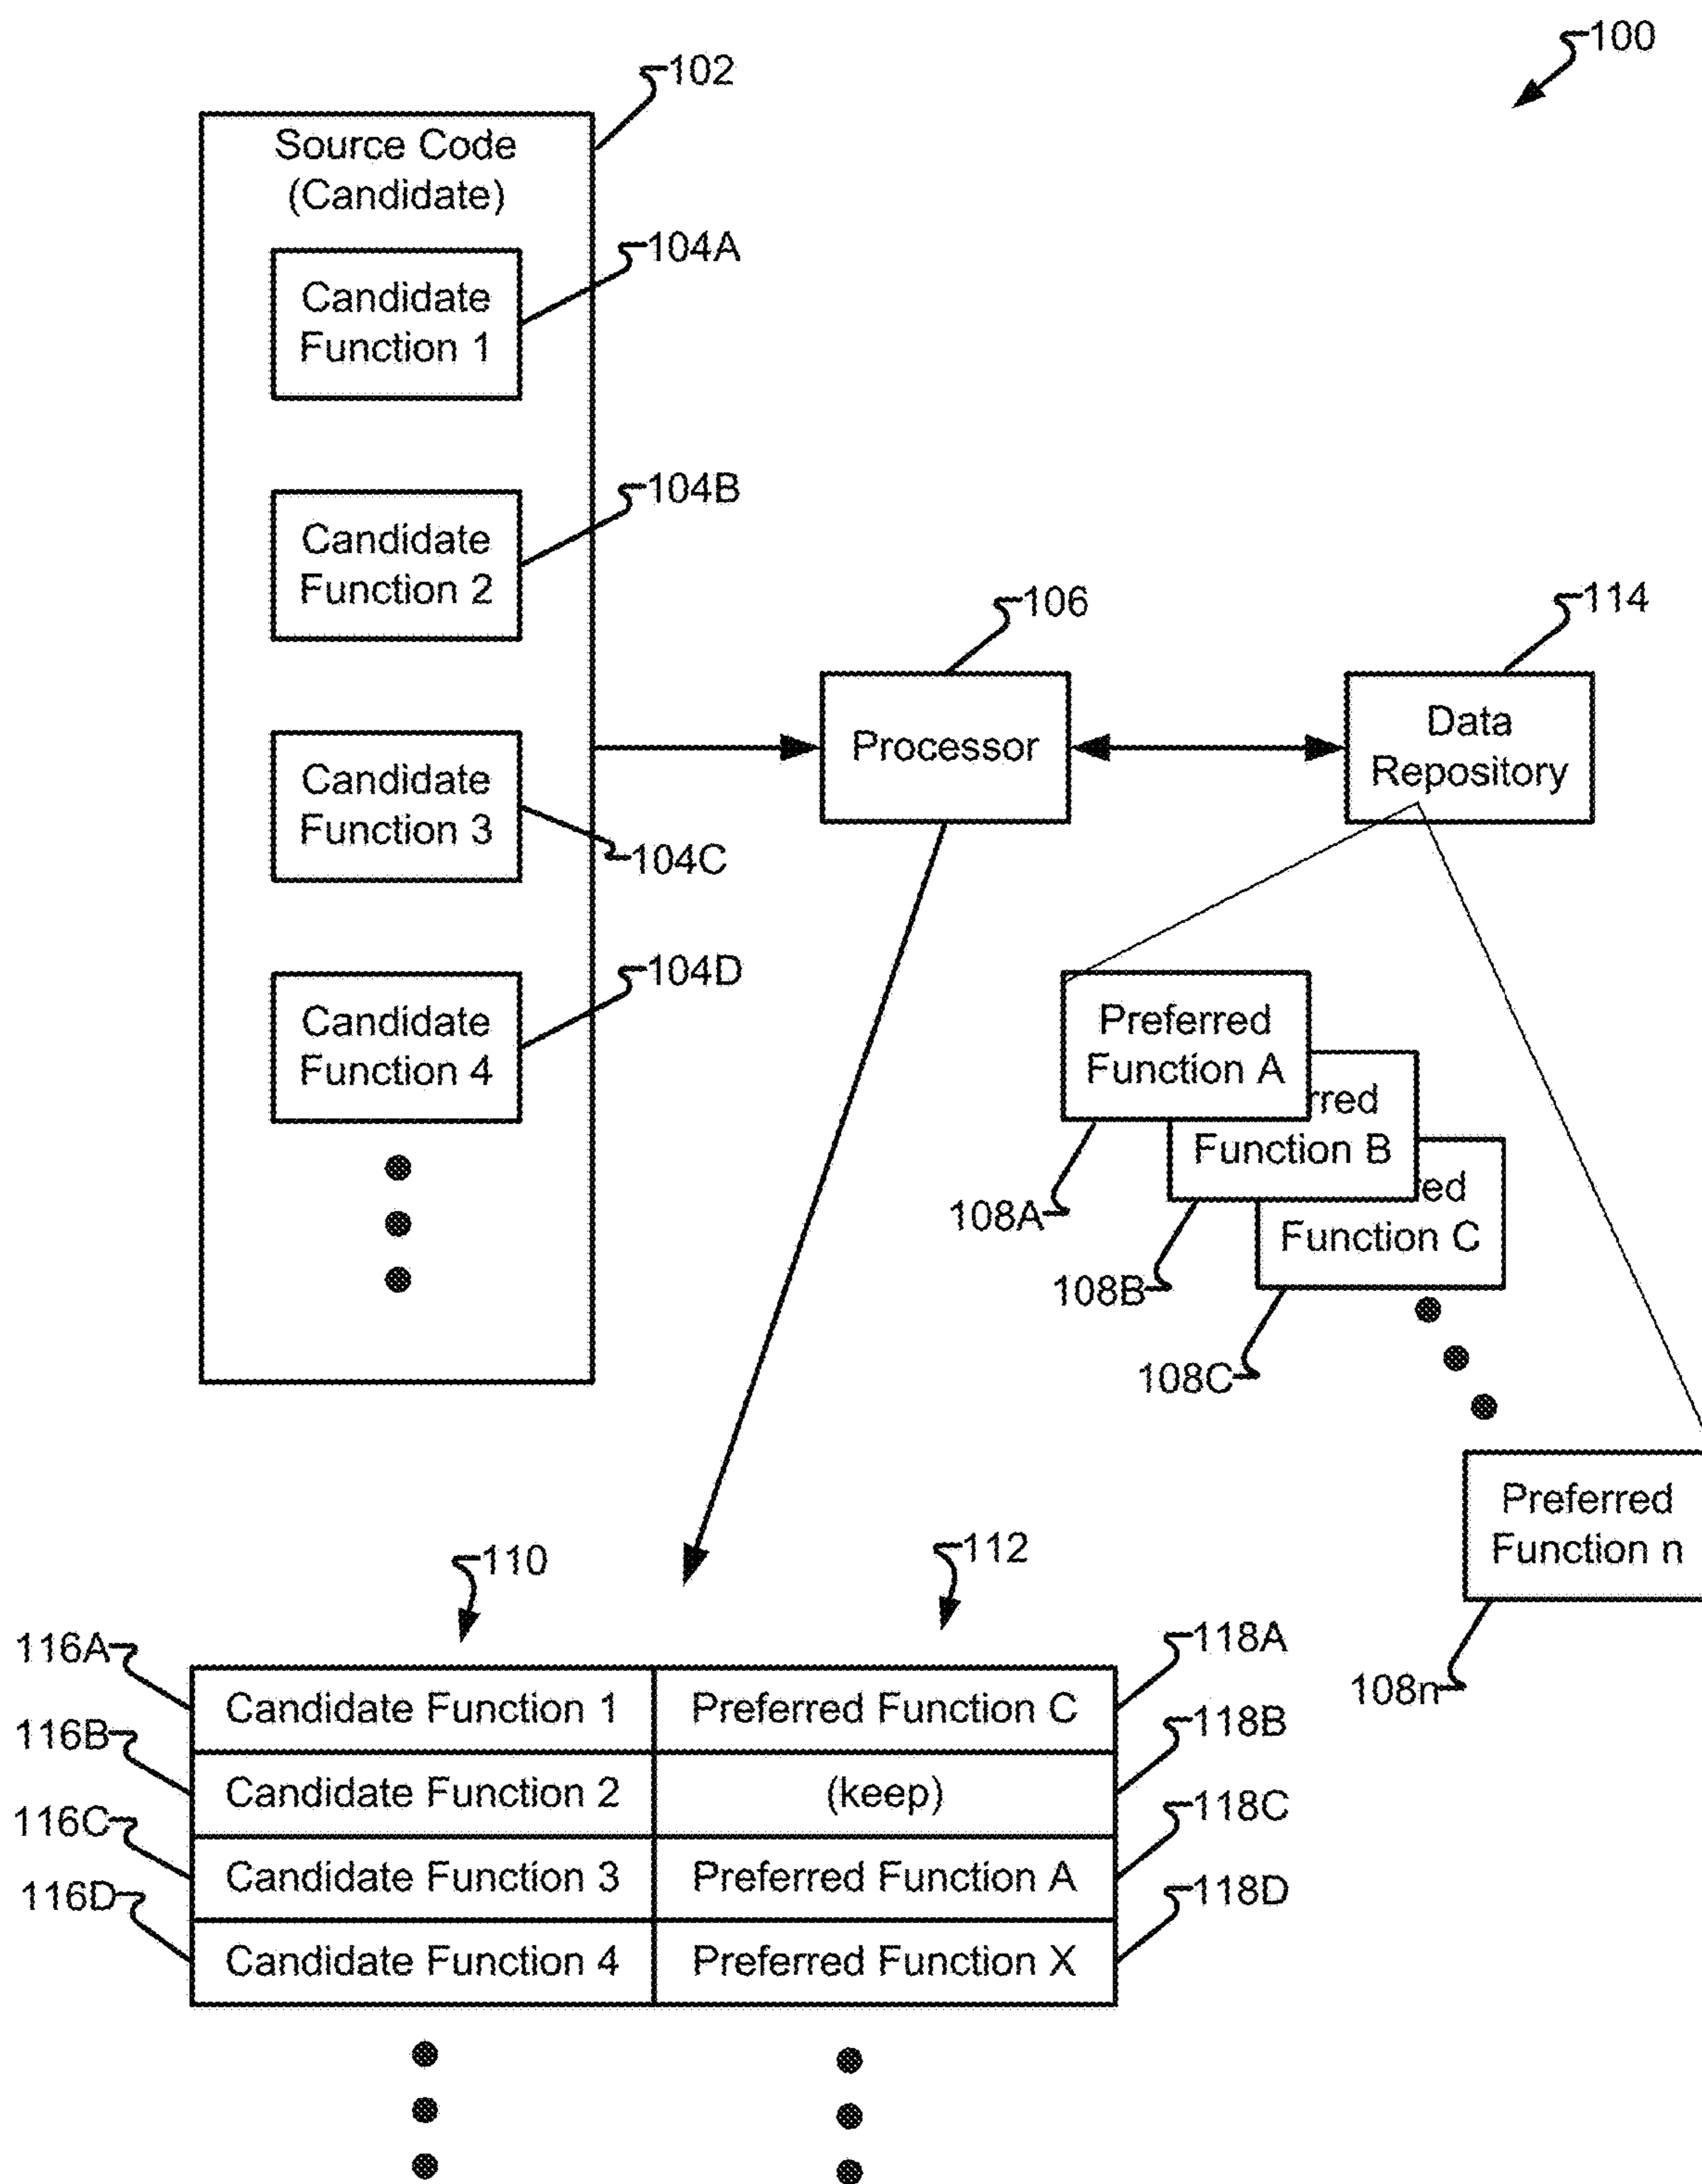 100
102
Source Code
(Candidate)
104A
Candidate
Function 1
104B
Candidate
Function 2
106
114
Processor
Data
Repository
Candidate
Function 3
104C
104D
Candidate
Function 4
Preferred
Function A
rred
Function B
ed
Function C
108A
108B
108C
Preferred
Function n
108n
110
112
116A
118A
Candidate Function 1
Preferred Function C
116B
118B
Candidate Function 2
(keep)
116C
118C
Candidate Function 3
Preferred Function A
116D
118D
Candidate Function 4
Preferred Function X